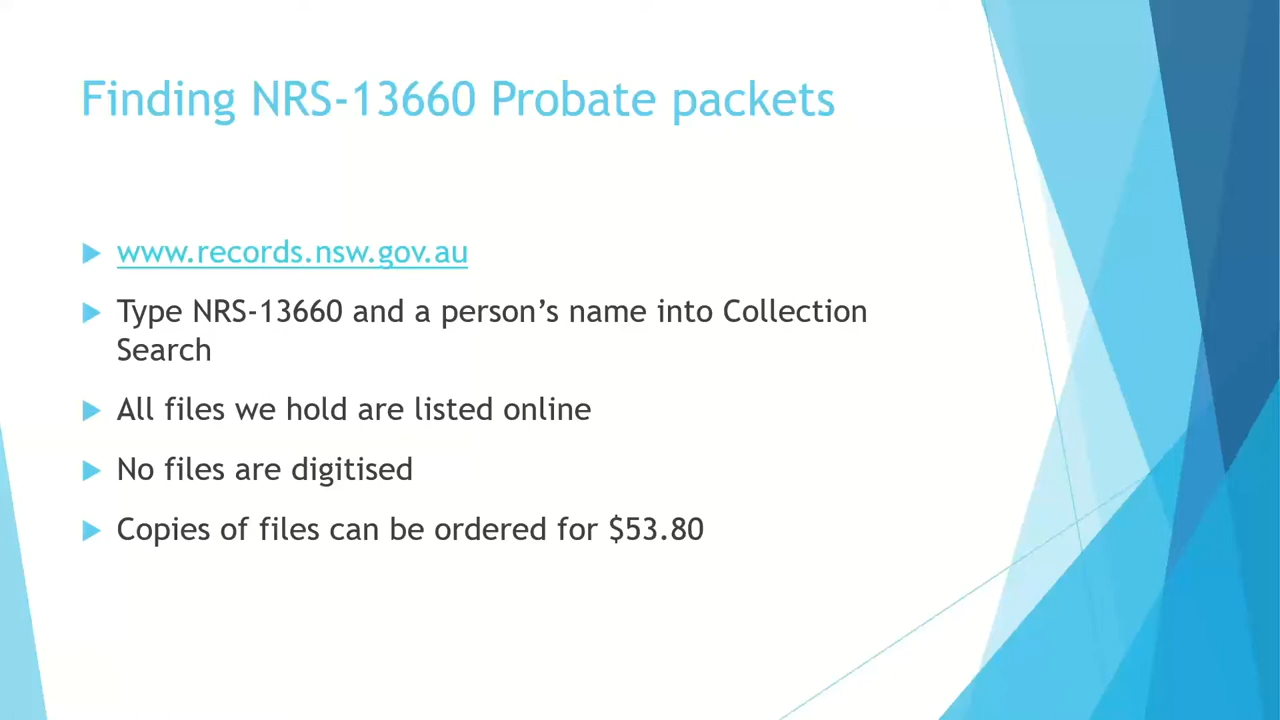 Finding NRS-13660 Probate packets
www.records.nsw.gov.au
Type NRS-13660 and a person’s name into Collection
Search
All files we hold are listed online
No files are digitised
Copies of files can be ordered for $53.80